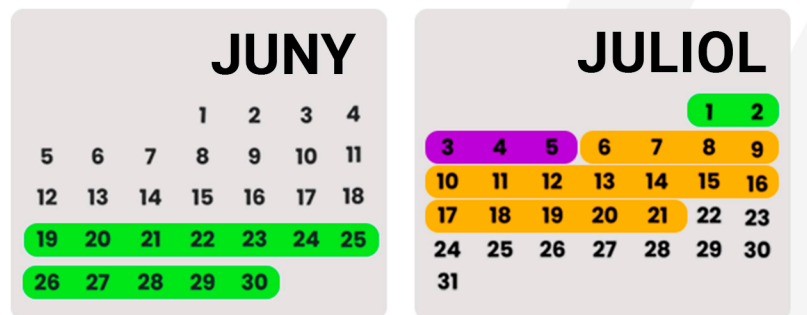 JUNY
1 2 3 4
5 6 7 8 9 10 11
12 13 14 15 16 17 18
19 20 21 22 23 24 25
26 27 28 29 30
JULIOL
1 2
3 4 5 6 7 8 9
10 11 12 13 14 15 16
17 18 19 20 21 22 23
24 25 26 27 28 29 30
31